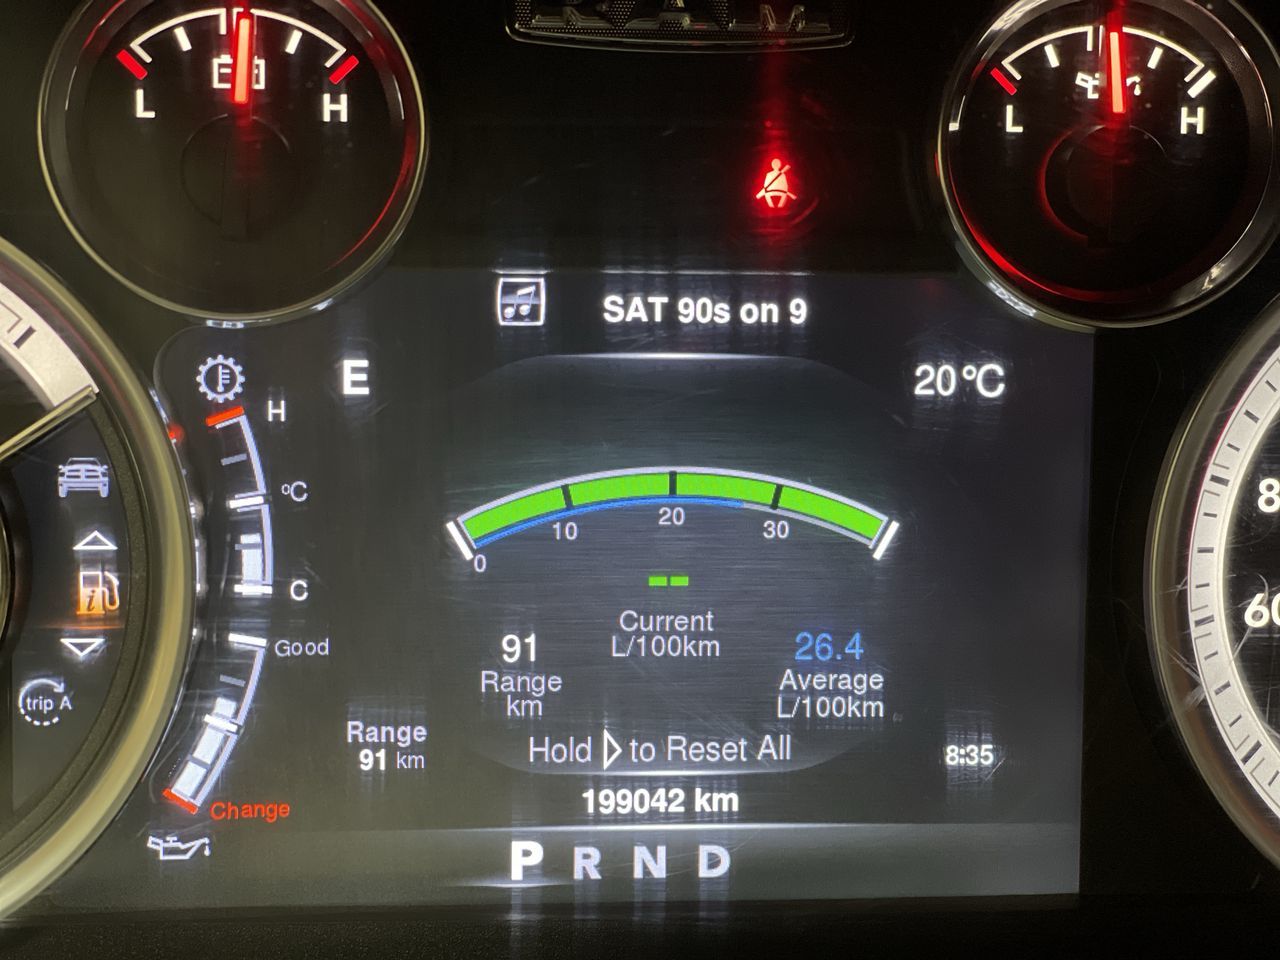 L
H
L
H
SAT 90s on 9
E
20°C
H
°C
C
0
10
20
30
--
Current
L/100km
91
Range
km
26.4
Average
L/100km
Good
trip A
Range
91 km
Hold ▷ to Reset All
8:35
199042 km
Change
P R N D
60